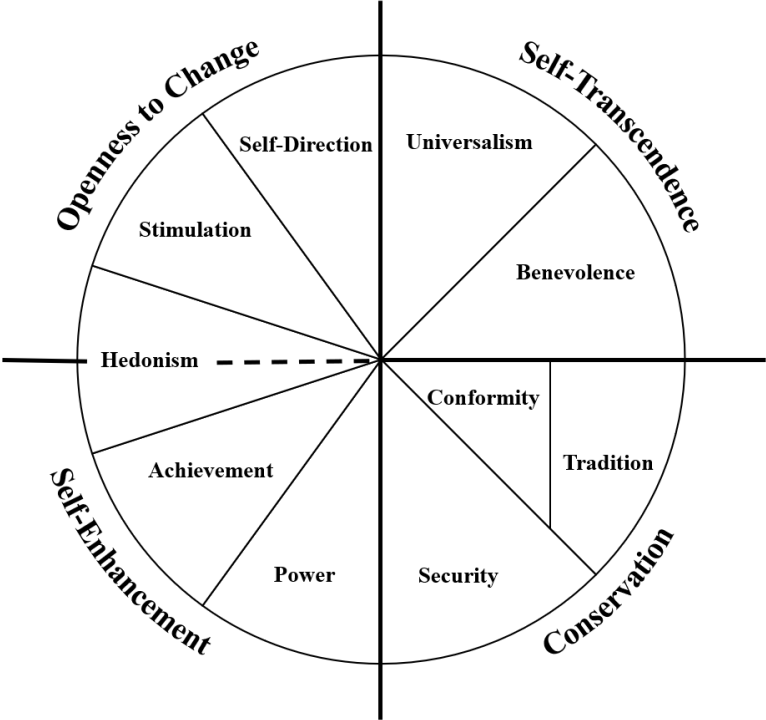 Openness to Change
Self-Transcendence
Self-Direction
Universalism
Stimulation
Benevolence
Hedonism
Conformity
Achievement
Tradition
Power
Security
Self-Enhancement
Conservation